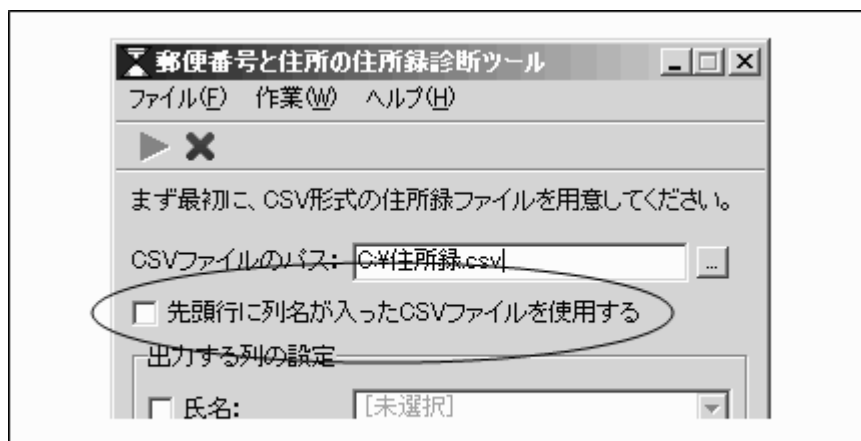 郵便番号と住所の住所録診断ツール
ファイル(F) 作業(W) ヘルプ(H)
まず最初に、CSV形式の住所録ファイルを用意してください。
CSVファイルのパス: C:¥住所録.csv ...
先頭行に列名が入ったCSVファイルを使用する
出力する列の設定
氏名: [未選択]